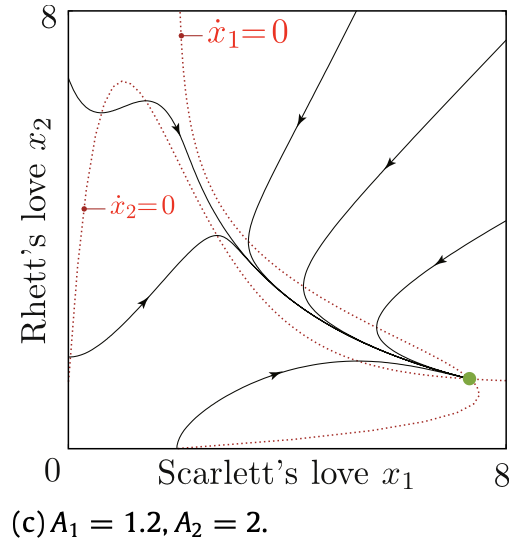 8
ẋ₁=0
Rhett's love x₂
ẋ₂=0
0
Scarlett's love x₁
8
(c) A₁ = 1.2, A₂ = 2.